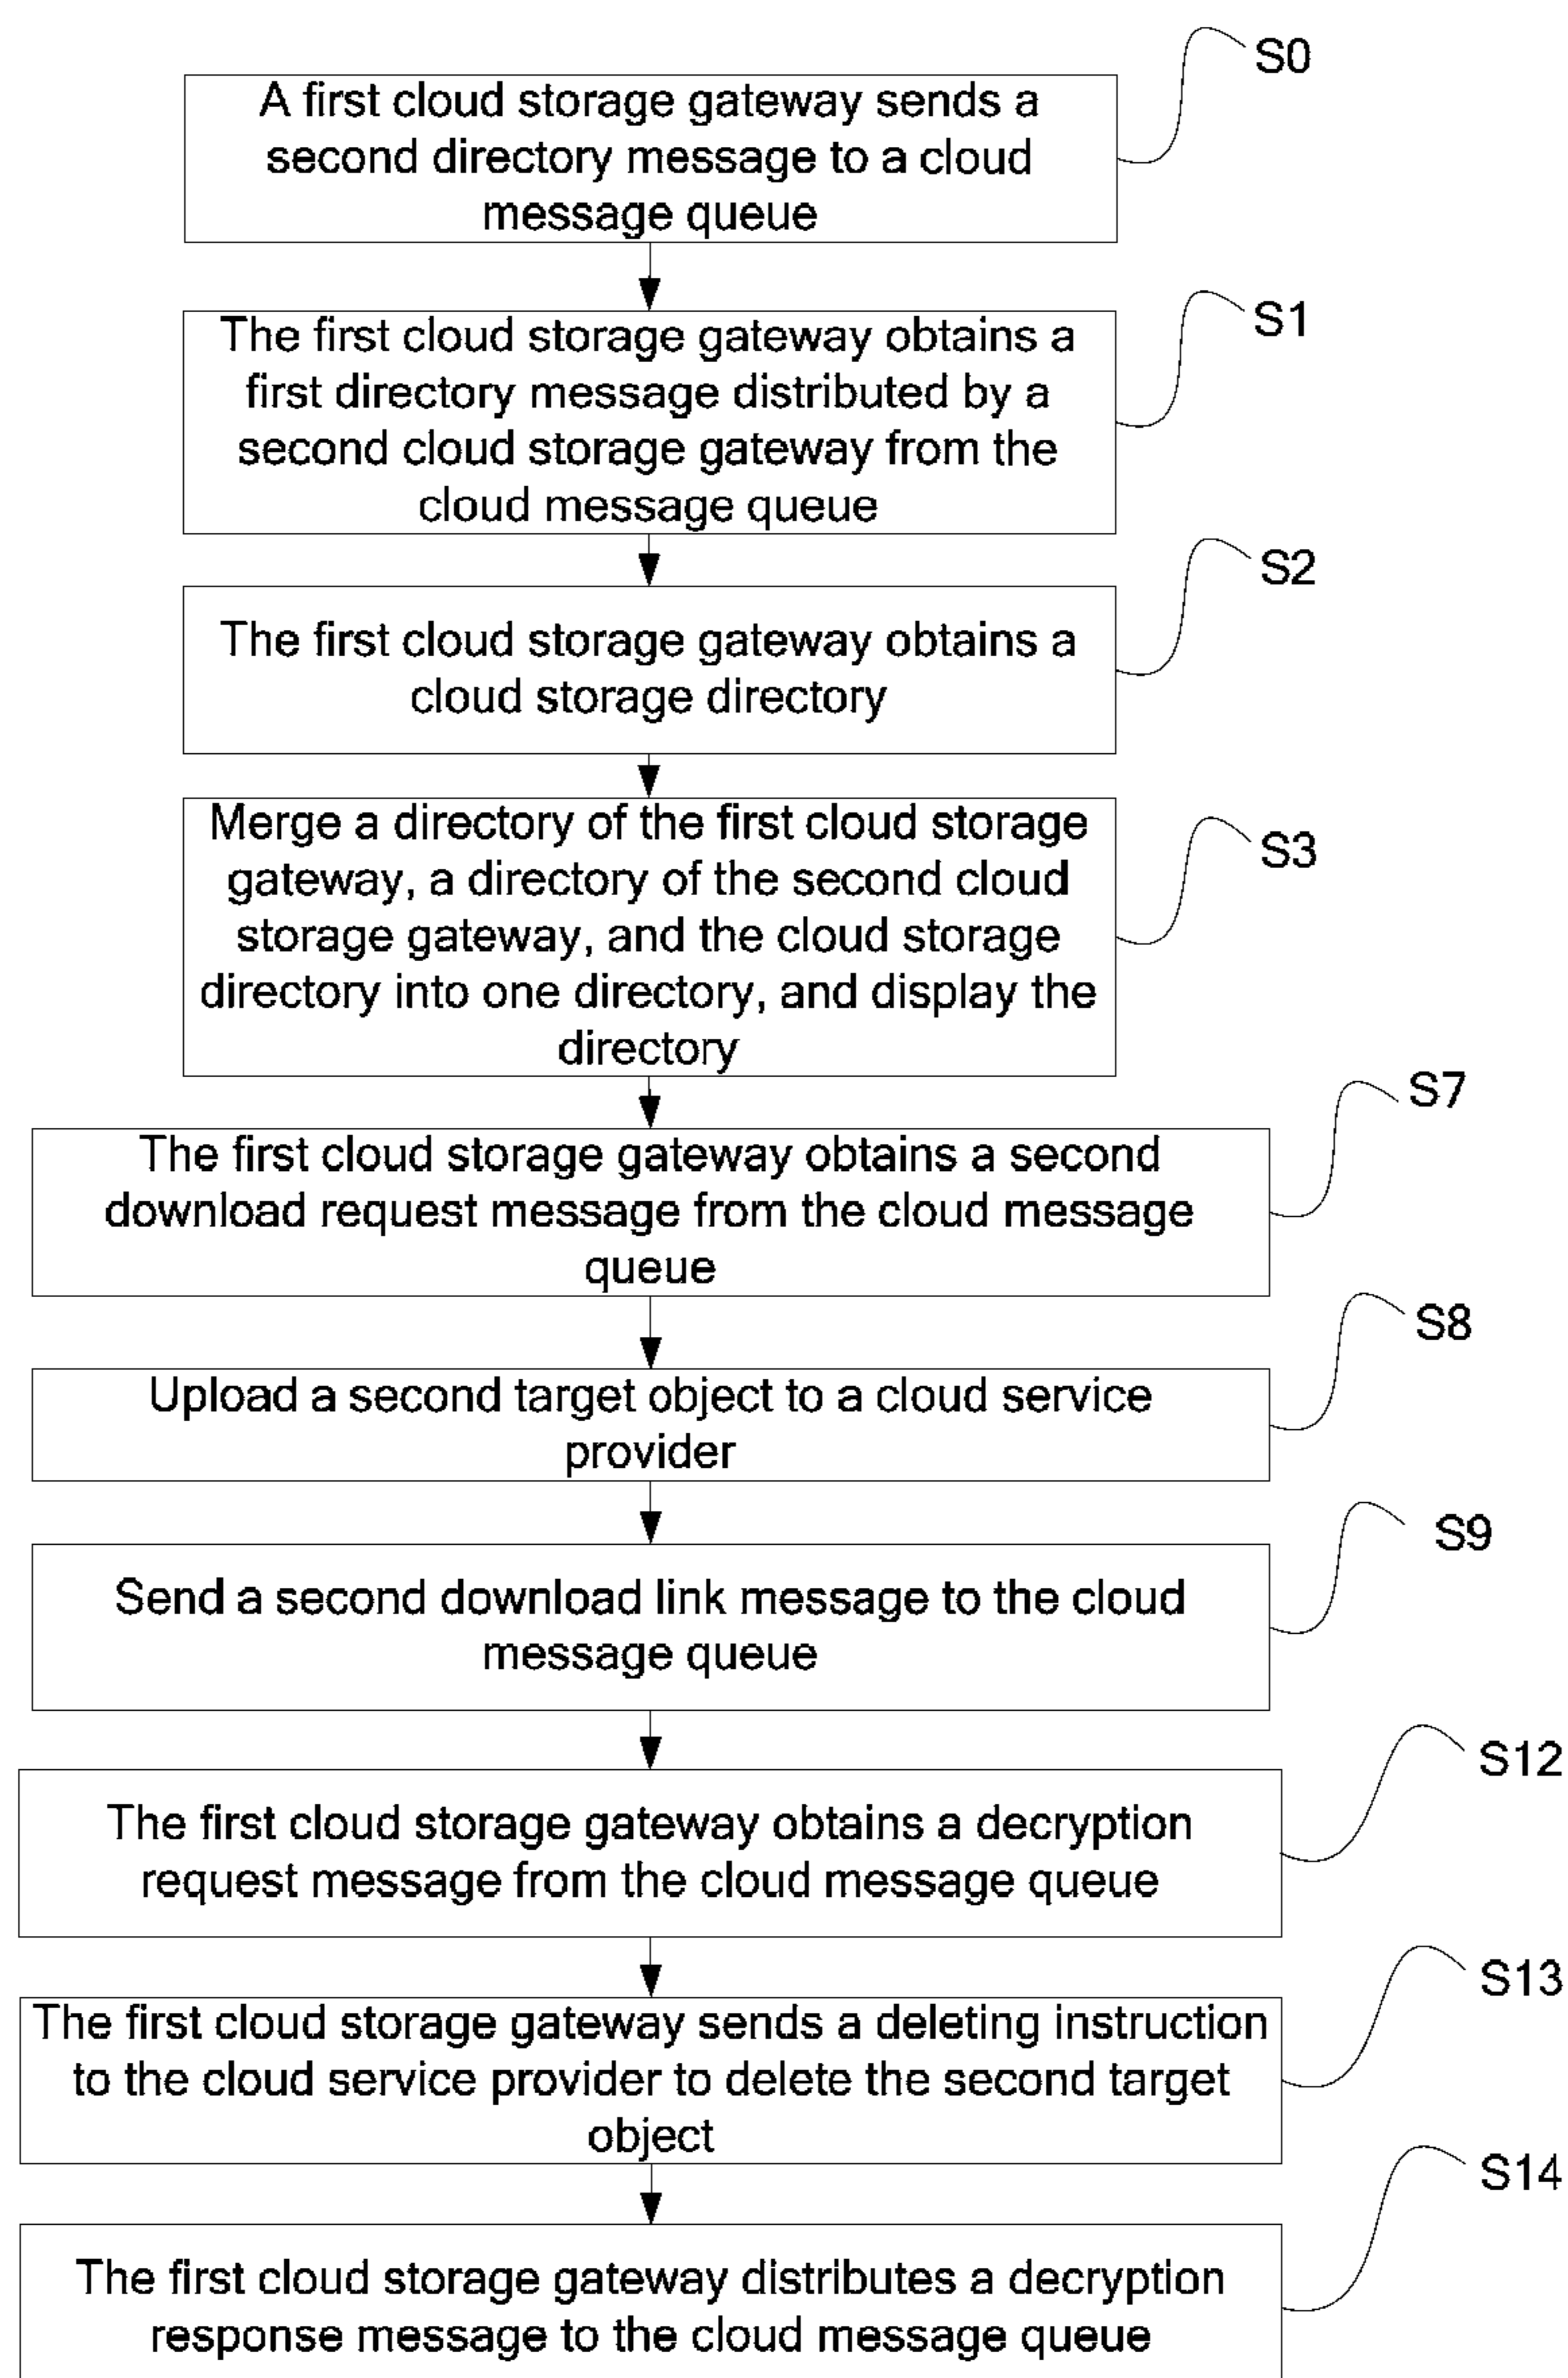 S0
A first cloud storage gateway sends a
second directory message to a cloud
message queue
S1
The first cloud storage gateway obtains a
first directory message distributed by a
second cloud storage gateway from the
cloud message queue
S2
The first cloud storage gateway obtains a
cloud storage directory
S3
Merge a directory of the first cloud storage
gateway, a directory of the second cloud
storage gateway, and the cloud storage
directory into one directory, and display the
directory
S7
The first cloud storage gateway obtains a second
download request message from the cloud message
queue
S8
Upload a second target object to a cloud service
provider
S9
Send a second download link message to the cloud
message queue
S12
The first cloud storage gateway obtains a decryption
request message from the cloud message queue
S13
The first cloud storage gateway sends a deleting instruction
to the cloud service provider to delete the second target
object
S14
The first cloud storage gateway distributes a decryption
response message to the cloud message queue